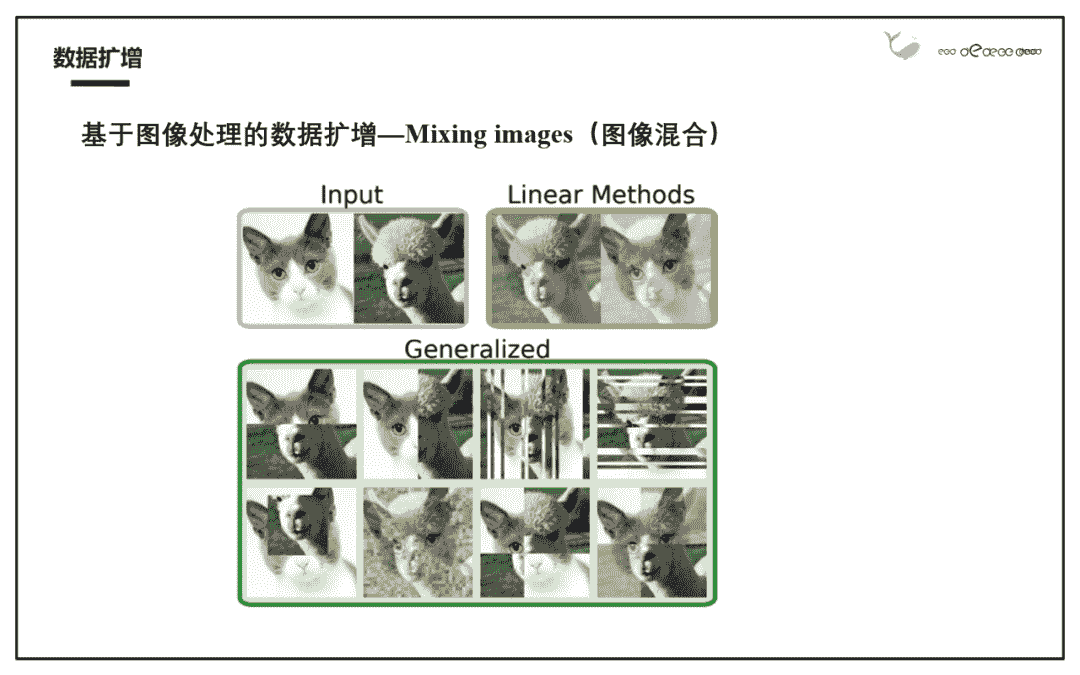 数据扩增
基于图像处理的数据扩增—Mixing images（图像混合）
Input
Linear Methods
Generalized